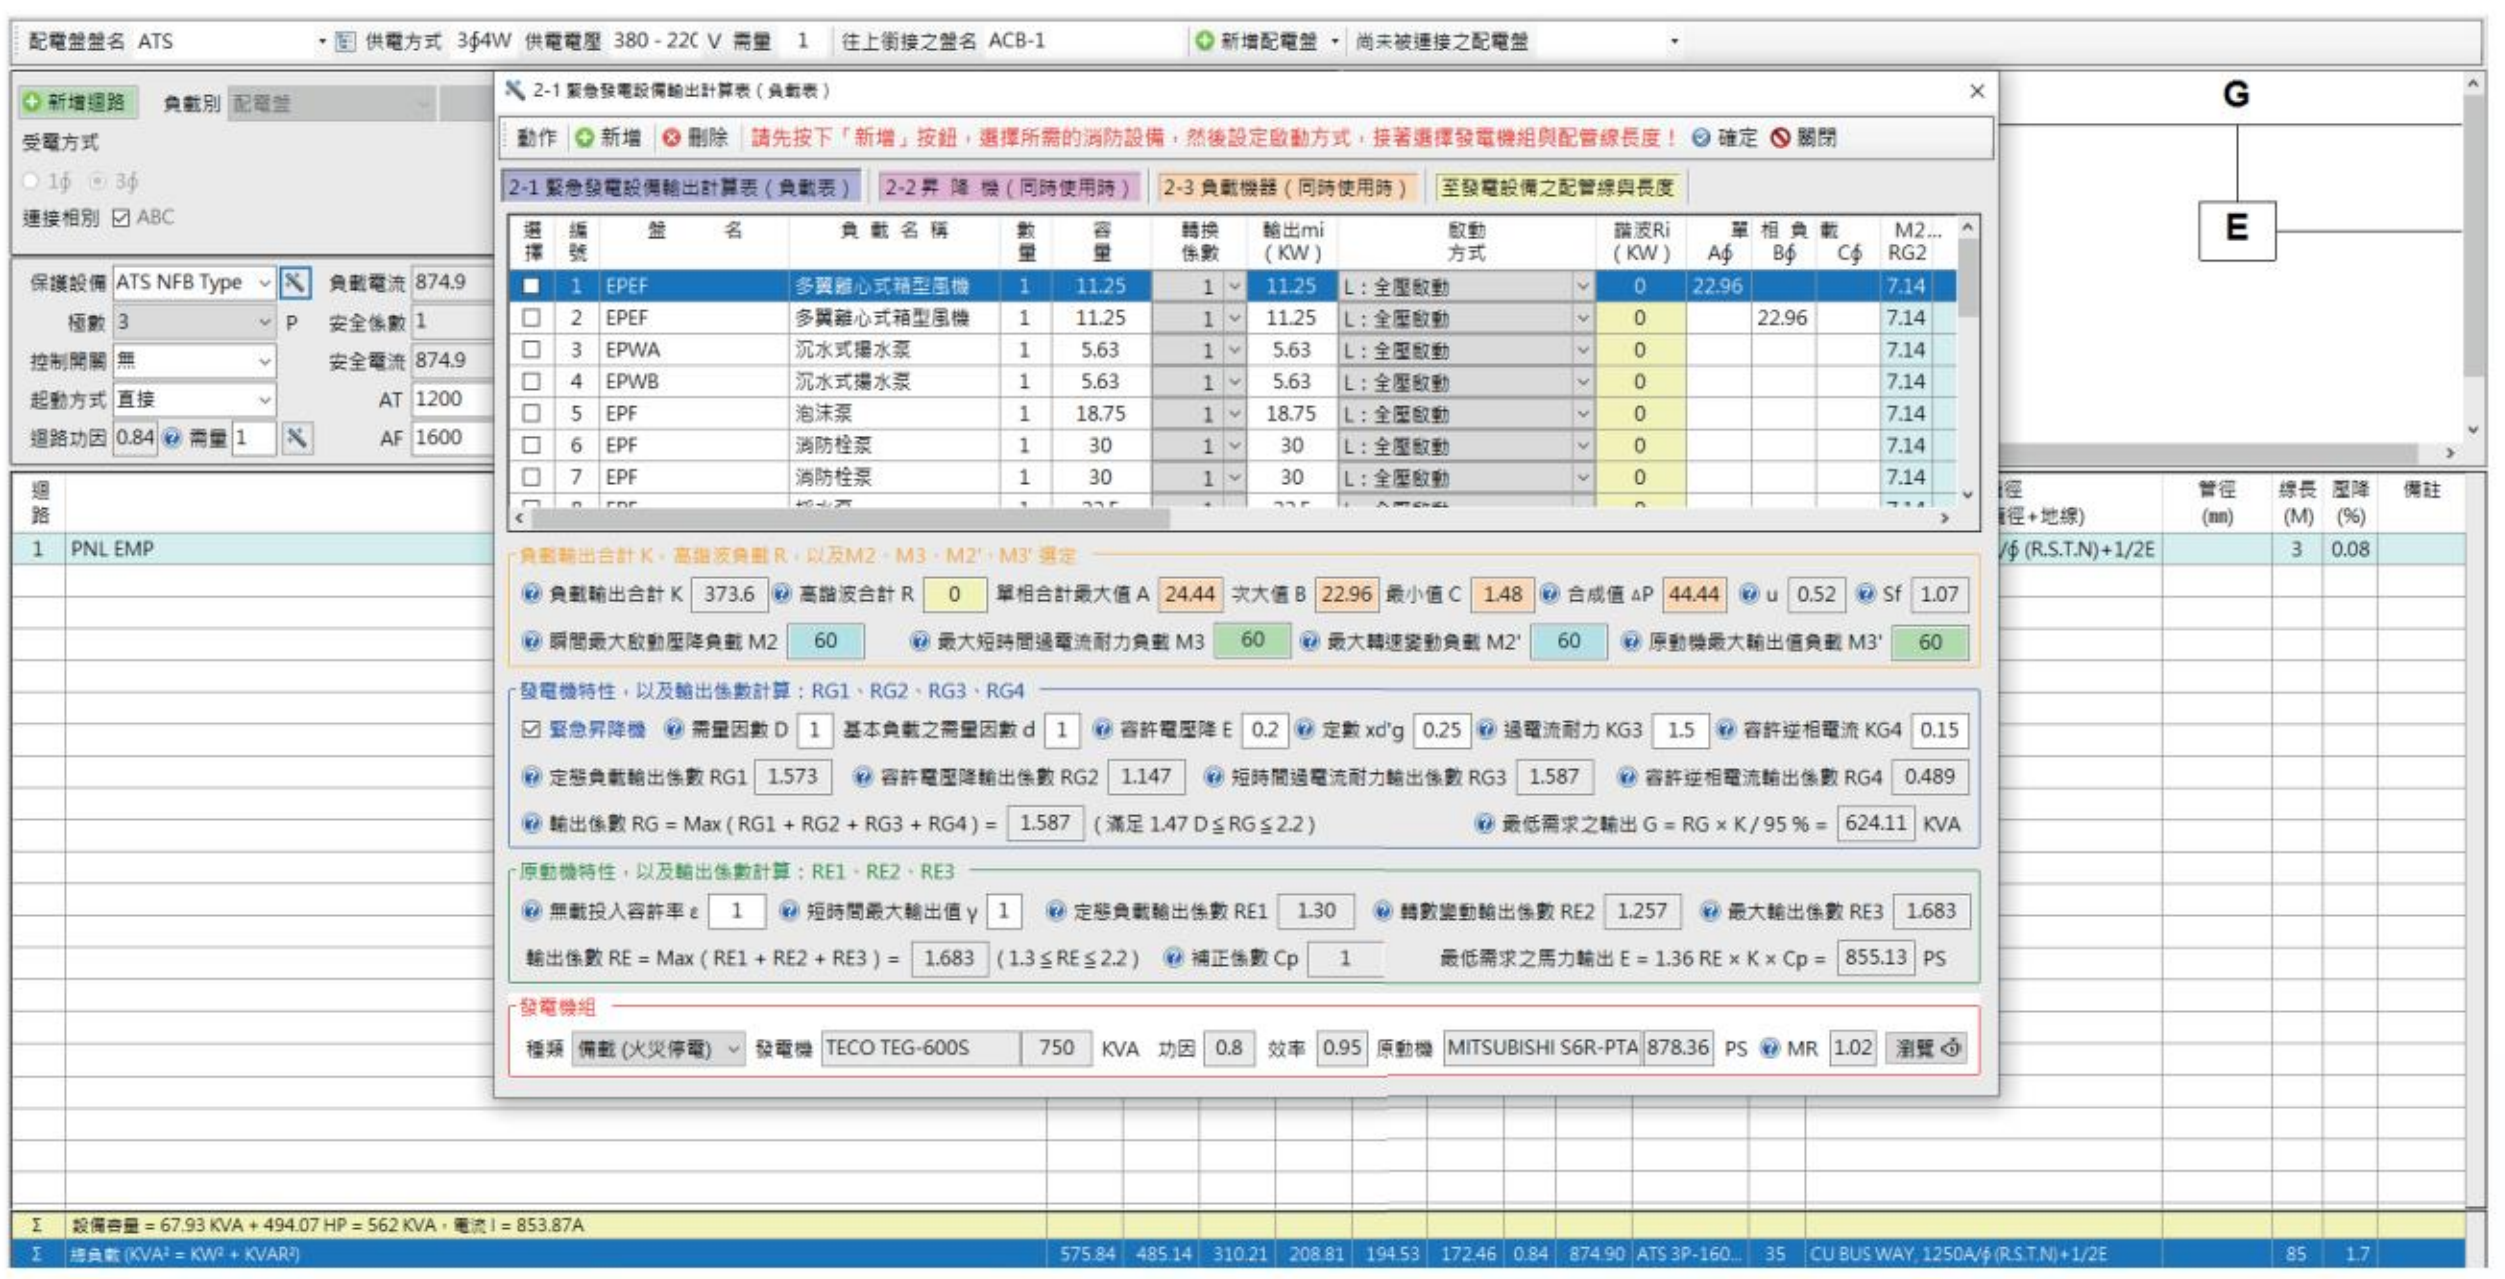 配電盤盤名 ATS 供電方式 3∮4W 供電電壓 380 - 220 V 需量 1 往上銜接之盤名 ACB-1 新增配電盤 尚未被連接之配電盤
新增迴路 負載別 配電盤
受電方式
1∮ 3∮
連接相別 ABC
保護設備 ATS NFB Type 負載電流 874.9
極數 3 P 安全係數 1
控制開關 無 安全電流 874.9
起動方式 直接 AT 1200
迴路功因 0.84 需量 1 AF 1600
G
E
2-1 緊急發電設備輸出計算表 ( 負載表 )
動作 新增 刪除 請先按下「新增」按鈕，選擇所需的消防設備，然後設定啟動方式，接著選擇發電機組與配管線長度！ 確定 關閉
2-1 緊急發電設備輸出計算表 ( 負載表 ) 2-2 昇 降 機 ( 同時使用時 ) 2-3 負載機器 ( 同時使用時 ) 至發電設備之配管線與長度
選擇 編號 盤 名 負 載 名 稱 數量 容量 轉換係數 輸出mi ( KW ) 啟動方式 諧波Ri ( KW ) 單 相 負 載 A∮ B∮ C∮ M2... RG2
1 EPEF 多翼離心式箱型風機 1 11.25 1 11.25 L：全壓啟動 0 22.96 7.14
2 EPEF 多翼離心式箱型風機 1 11.25 1 11.25 L：全壓啟動 0 22.96 7.14
3 EPWA 沉水式揚水泵 1 5.63 1 5.63 L：全壓啟動 0 7.14
4 EPWB 沉水式揚水泵 1 5.63 1 5.63 L：全壓啟動 0 7.14
5 EPF 泡沫泵 1 18.75 1 18.75 L：全壓啟動 0 7.14
6 EPF 消防栓泵 1 30 1 30 L：全壓啟動 0 7.14
7 EPF 消防栓泵 1 30 1 30 L：全壓啟動 0 7.14
負載輸出合計 K、高諧波負載 R，以及M2、M3、M2'、M3' 選定
負載輸出合計 K 373.6 高諧波合計 R 0 單相合計最大值 A 24.44 次大值 B 22.96 最小值 C 1.48 合成值 ΔP 44.44 u 0.52 Sf 1.07
瞬間最大啟動壓降負載 M2 60 最大短時間過電流耐力負載 M3 60 最大轉速變動負載 M2' 60 原動機最大輸出值負載 M3' 60
發電機特性，以及輸出係數計算：RG1、RG2、RG3、RG4
緊急昇降機 需量因數 D 1 基本負載之需量因數 d 1 容許電壓降 E 0.2 定數 xd'g 0.25 過電流耐力 KG3 1.5 容許逆相電流 KG4 0.15
定態負載輸出係數 RG1 1.573 容許電壓降輸出係數 RG2 1.147 短時間過電流耐力輸出係數 RG3 1.587 容許逆相電流輸出係數 RG4 0.489
輸出係數 RG = Max ( RG1 + RG2 + RG3 + RG4 ) = 1.587 ( 滿足 1.47 D ≦ RG ≦ 2.2 ) 最低需求之輸出 G = RG × K / 95 % = 624.11 KVA
原動機特性，以及輸出係數計算：RE1、RE2、RE3
無載投入容許率 ε 1 短時間最大輸出值 γ 1 定態負載輸出係數 RE1 1.30 轉數變動輸出係數 RE2 1.257 最大輸出係數 RE3 1.683
輸出係數 RE = Max ( RE1 + RE2 + RE3 ) = 1.683 ( 1.3 ≦ RE ≦ 2.2 ) 補正係數 Cp 1 最低需求之馬力輸出 E = 1.36 RE × K × Cp = 855.13 PS
發電機組
種類 備載 (火災停電) 發電機 TECO TEG-600S 750 KVA 功因 0.8 效率 0.95 原動機 MITSUBISHI S6R-PTA 878.36 PS MR 1.02 瀏覽
迴路 管徑 (mm) 線長 (M) 壓降 (%) 備註
徑+地線)
1 PNL EMP /∮ (R.S.T.N)+1/2E 3 0.08
Σ 設備容量 = 67.93 KVA + 494.07 HP = 562 KVA，電流 I = 853.87A
Σ 總負載 (KVA² = KW² + KVAR²) 575.84 485.14 310.21 208.81 194.53 172.46 0.84 874.90 ATS 3P-160... 35 CU BUS WAY, 1250A/∮ (R.S.T.N)+1/2E 85 1.7